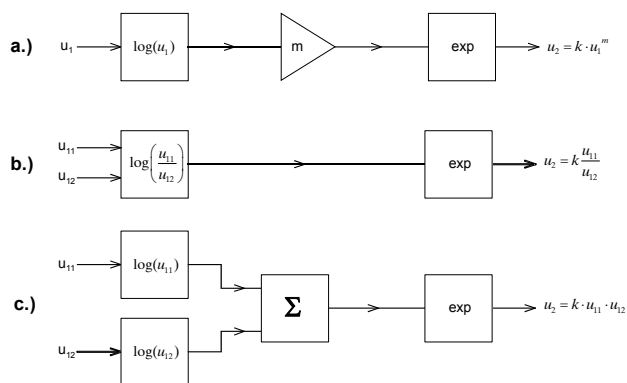 a.) u₁ log(u₁) m exp u₂ = k · u₁ᵐ
b.) u₁₁ u₁₂ log(u₁₁/u₁₂) exp u₂ = k u₁₁/u₁₂
c.) u₁₁ log(u₁₁)
Σ exp u₂ = k · u₁₁ · u₁₂
u₁₂ log(u₁₂)